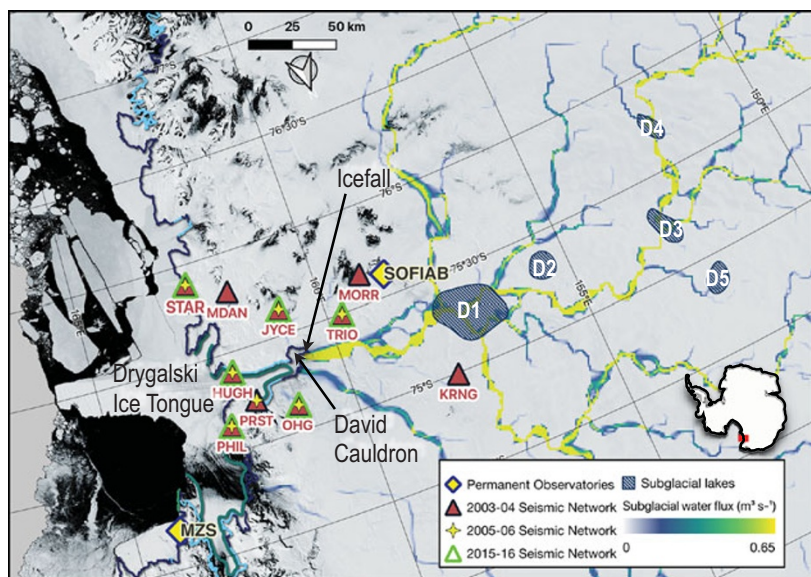 0 25 50 km
76°30'S
76°S
75°30'S
75°S
160°E
165°E
150°E
Icefall
D4
D3
D2
D5
D1
SOFIAB
STAR
MDAN
JYCE
MORR
TRIO
KRNG
Drygalski
Ice Tongue
HUGH
PRST
OHG
PHIL
David
Cauldron
MZS
Permanent Observatories
2003-04 Seismic Network
2005-06 Seismic Network
2015-16 Seismic Network
Subglacial lakes
Subglacial water flux (m³ s⁻¹)
0 0.65